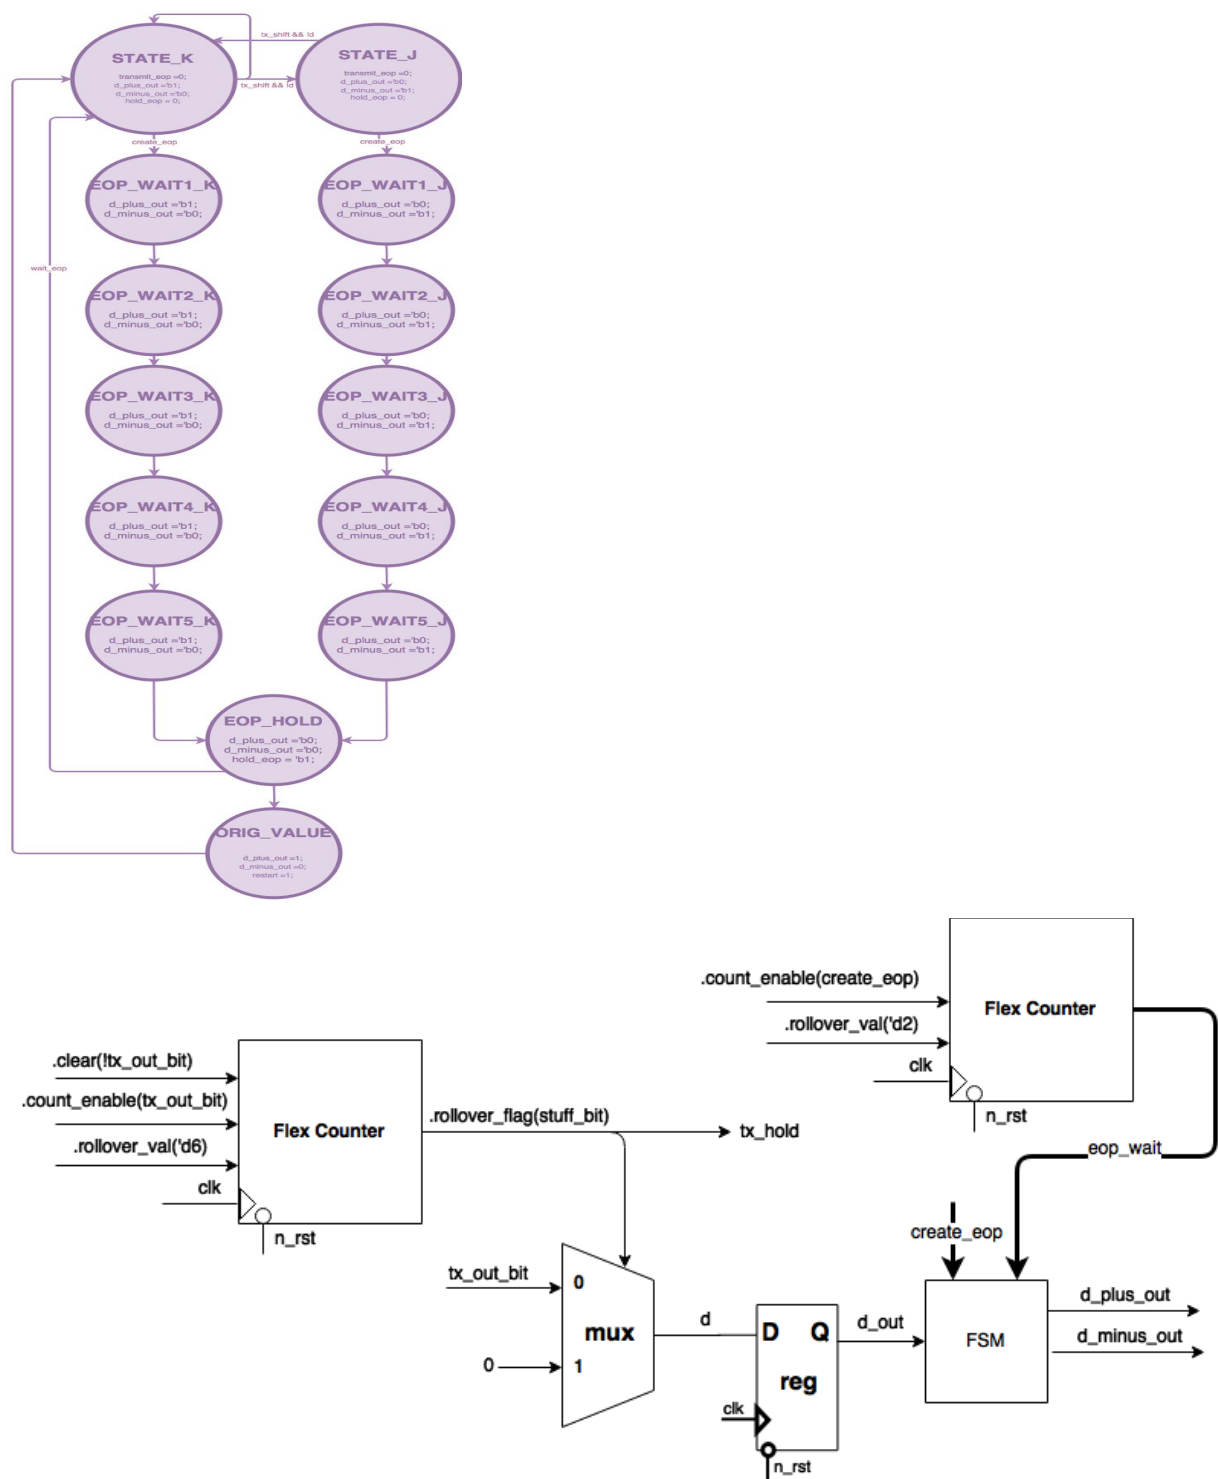 STATE_K
transmit_eop =0;
d_plus_out ='b1;
d_minus_out ='b0;
hold_eop = 0;
tx_shift && !d
tx_shift && !d
STATE_J
transmit_eop =0;
d_plus_out ='b0;
d_minus_out ='b1;
hold_eop = 0;
create_eop
create_eop
EOP_WAIT1_K
d_plus_out ='b1;
d_minus_out ='b0;
EOP_WAIT1_J
d_plus_out ='b0;
d_minus_out ='b1;
wait_eop
EOP_WAIT2_K
d_plus_out ='b1;
d_minus_out ='b0;
EOP_WAIT2_J
d_plus_out ='b0;
d_minus_out ='b1;
EOP_WAIT3_K
d_plus_out ='b1;
d_minus_out ='b0;
EOP_WAIT3_J
d_plus_out ='b0;
d_minus_out ='b1;
EOP_WAIT4_K
d_plus_out ='b1;
d_minus_out ='b0;
EOP_WAIT4_J
d_plus_out ='b0;
d_minus_out ='b1;
EOP_WAIT5_K
d_plus_out ='b1;
d_minus_out ='b0;
EOP_WAIT5_J
d_plus_out ='b0;
d_minus_out ='b1;
EOP_HOLD
d_plus_out ='b0;
d_minus_out ='b0;
hold_eop = 'b1;
ORIG_VALUE
d_plus_out =1;
d_minus_out =0;
restart =1;
.count_enable(create_eop)
.rollover_val('d2)
clk
Flex Counter
n_rst
eop_wait
.clear(!tx_out_bit)
.count_enable(tx_out_bit)
.rollover_val('d6)
clk
Flex Counter
n_rst
.rollover_flag(stuff_bit)
tx_hold
create_eop
tx_out_bit
0
0
1
mux
d
D Q
reg
clk
n_rst
d_out
FSM
d_plus_out
d_minus_out